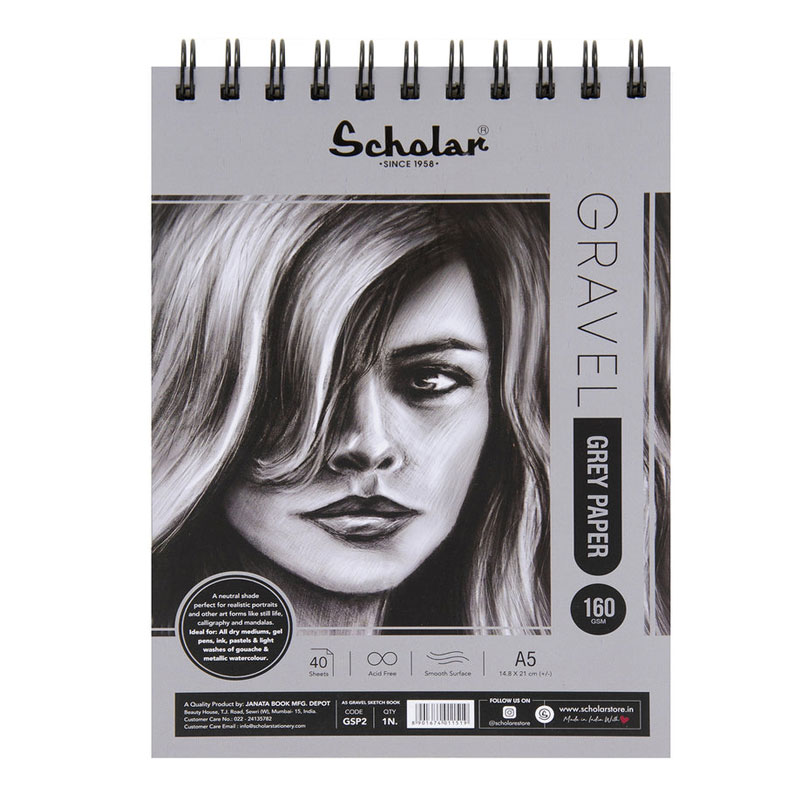 Scholar®
•SINCE 1958•
GRAVEL
GREY PAPER
160
GSM
A neutral shade
perfect for realistic portraits
and other art forms like still life,
calligraphy and mandalas.
Ideal for: All dry mediums, gel
pens, ink, pastels & light
washes of gouache &
metallic watercolour.
40
Sheets
Acid Free
Smooth Surface
A5
14.8 X 21 cm (+/-)
A Quality Product by: JANATA BOOK MFG. DEPOT
Beauty House, T.J. Road, Sewri (W), Mumbai- 15, India.
Customer Care No.: 022 - 24135782
Customer Care Email : info@scholarstationery.com
A5 GRAVEL SKETCH BOOK
CODE
GSP2
QTY
1N.
8901674011519
FOLLOW US ON
@scholarstore
www.scholarstore.in
Made in India With